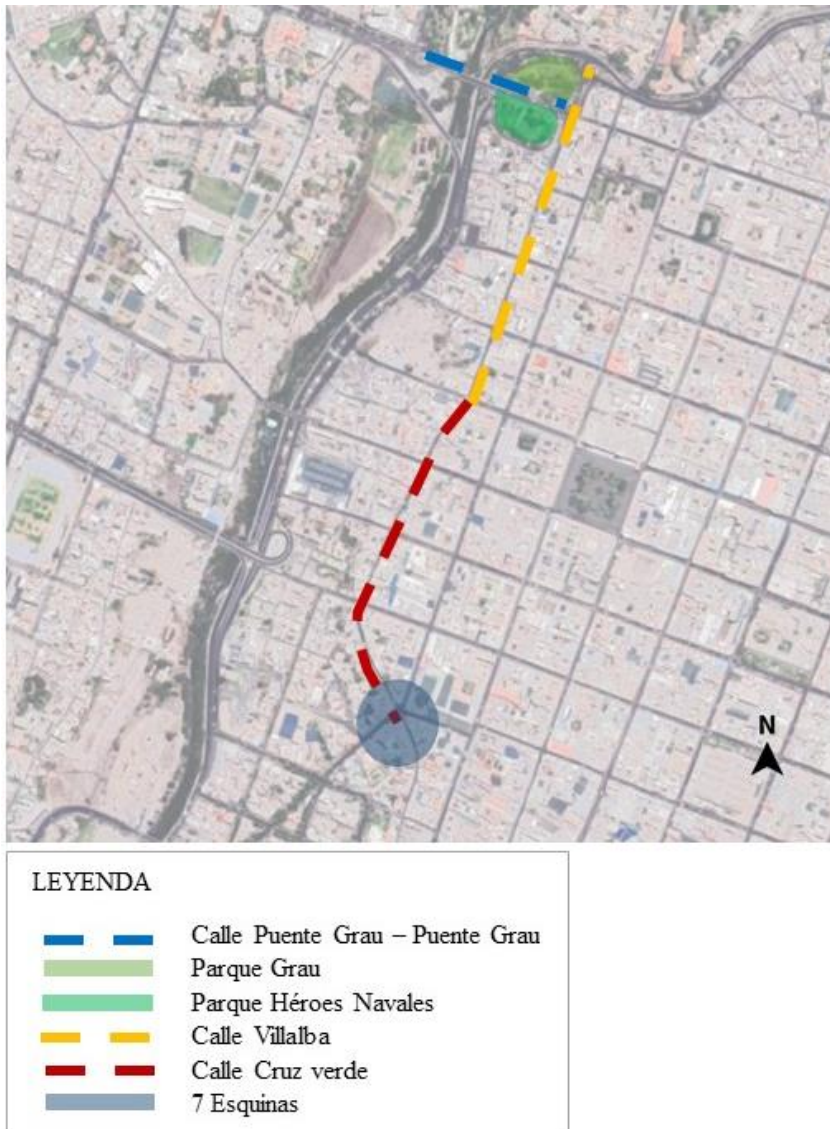 N
LEYENDA
Calle Puente Grau – Puente Grau
Parque Grau
Parque Héroes Navales
Calle Villalba
Calle Cruz verde
7 Esquinas